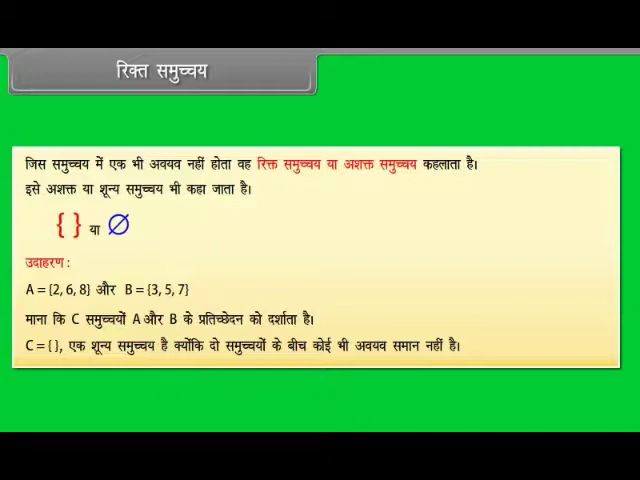 रिक्त समुच्चय
जिस समुच्चय में एक भी अवयव नहीं होता वह रिक्त समुच्चय या अशक्त समुच्चय कहलाता है।
इसे अशक्त या शून्य समुच्चय भी कहा जाता है।
{ } या ∅
उदाहरण :
A = {2, 6, 8} और B = {3, 5, 7}
माना कि C समुच्चयों A और B के प्रतिच्छेदन को दर्शाता है।
C = { }, एक शून्य समुच्चय है क्योंकि दो समुच्चयों के बीच कोई भी अवयव समान नहीं है।